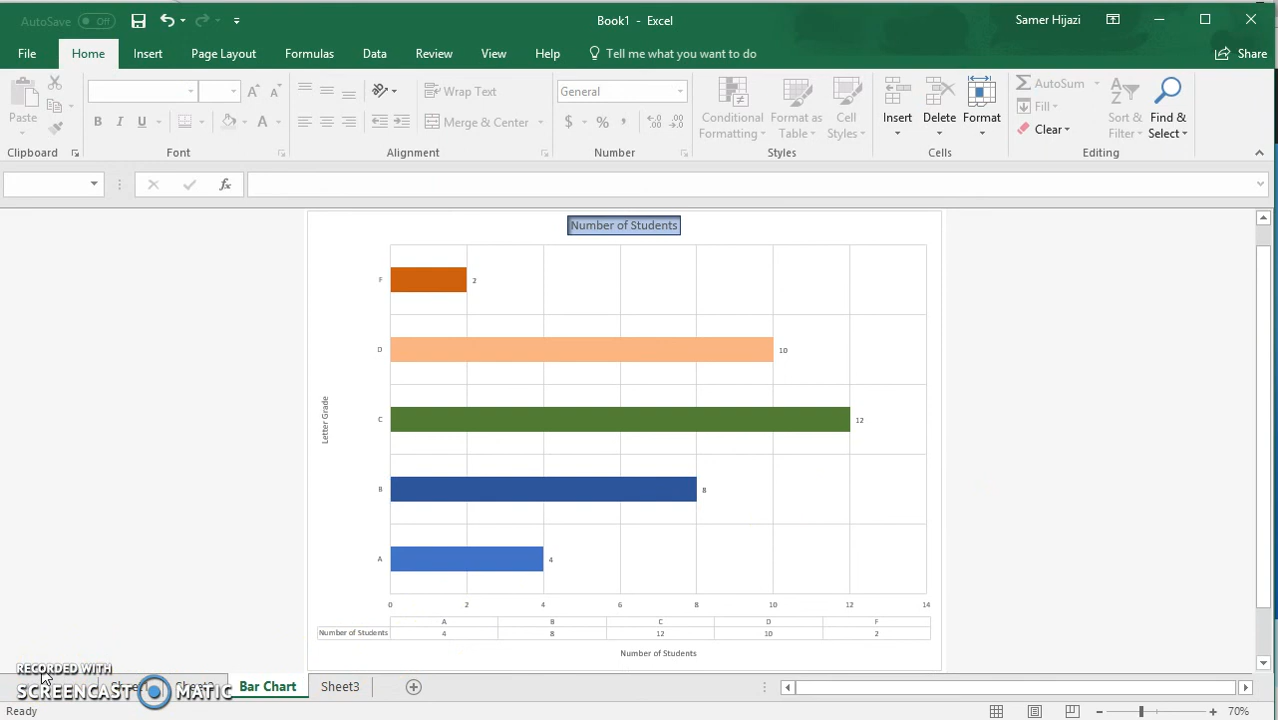 AutoSave Off
Book1 - Excel
Samer Hijazi
File Home Insert Page Layout Formulas Data Review View Help Tell me what you want to do
Share
Paste
B I U
A A A
Wrap Text
Merge & Center
General
$ % ,
Conditional Formatting
Format as Table
Cell Styles
Insert Delete Format
AutoSum
Fill
Clear
Sort & Filter
Find & Select
Clipboard Font Alignment Number Styles Cells Editing
fx
Number of Students
F 2
D 10
C 12
B 8
A 4
Letter Grade
0 2 4 6 8 10 12 14
A B C D F
Number of Students 4 8 12 10 2
Number of Students
RECORDED WITH
SCREENCAST MATIC
Bar Chart Sheet3
Ready
70%